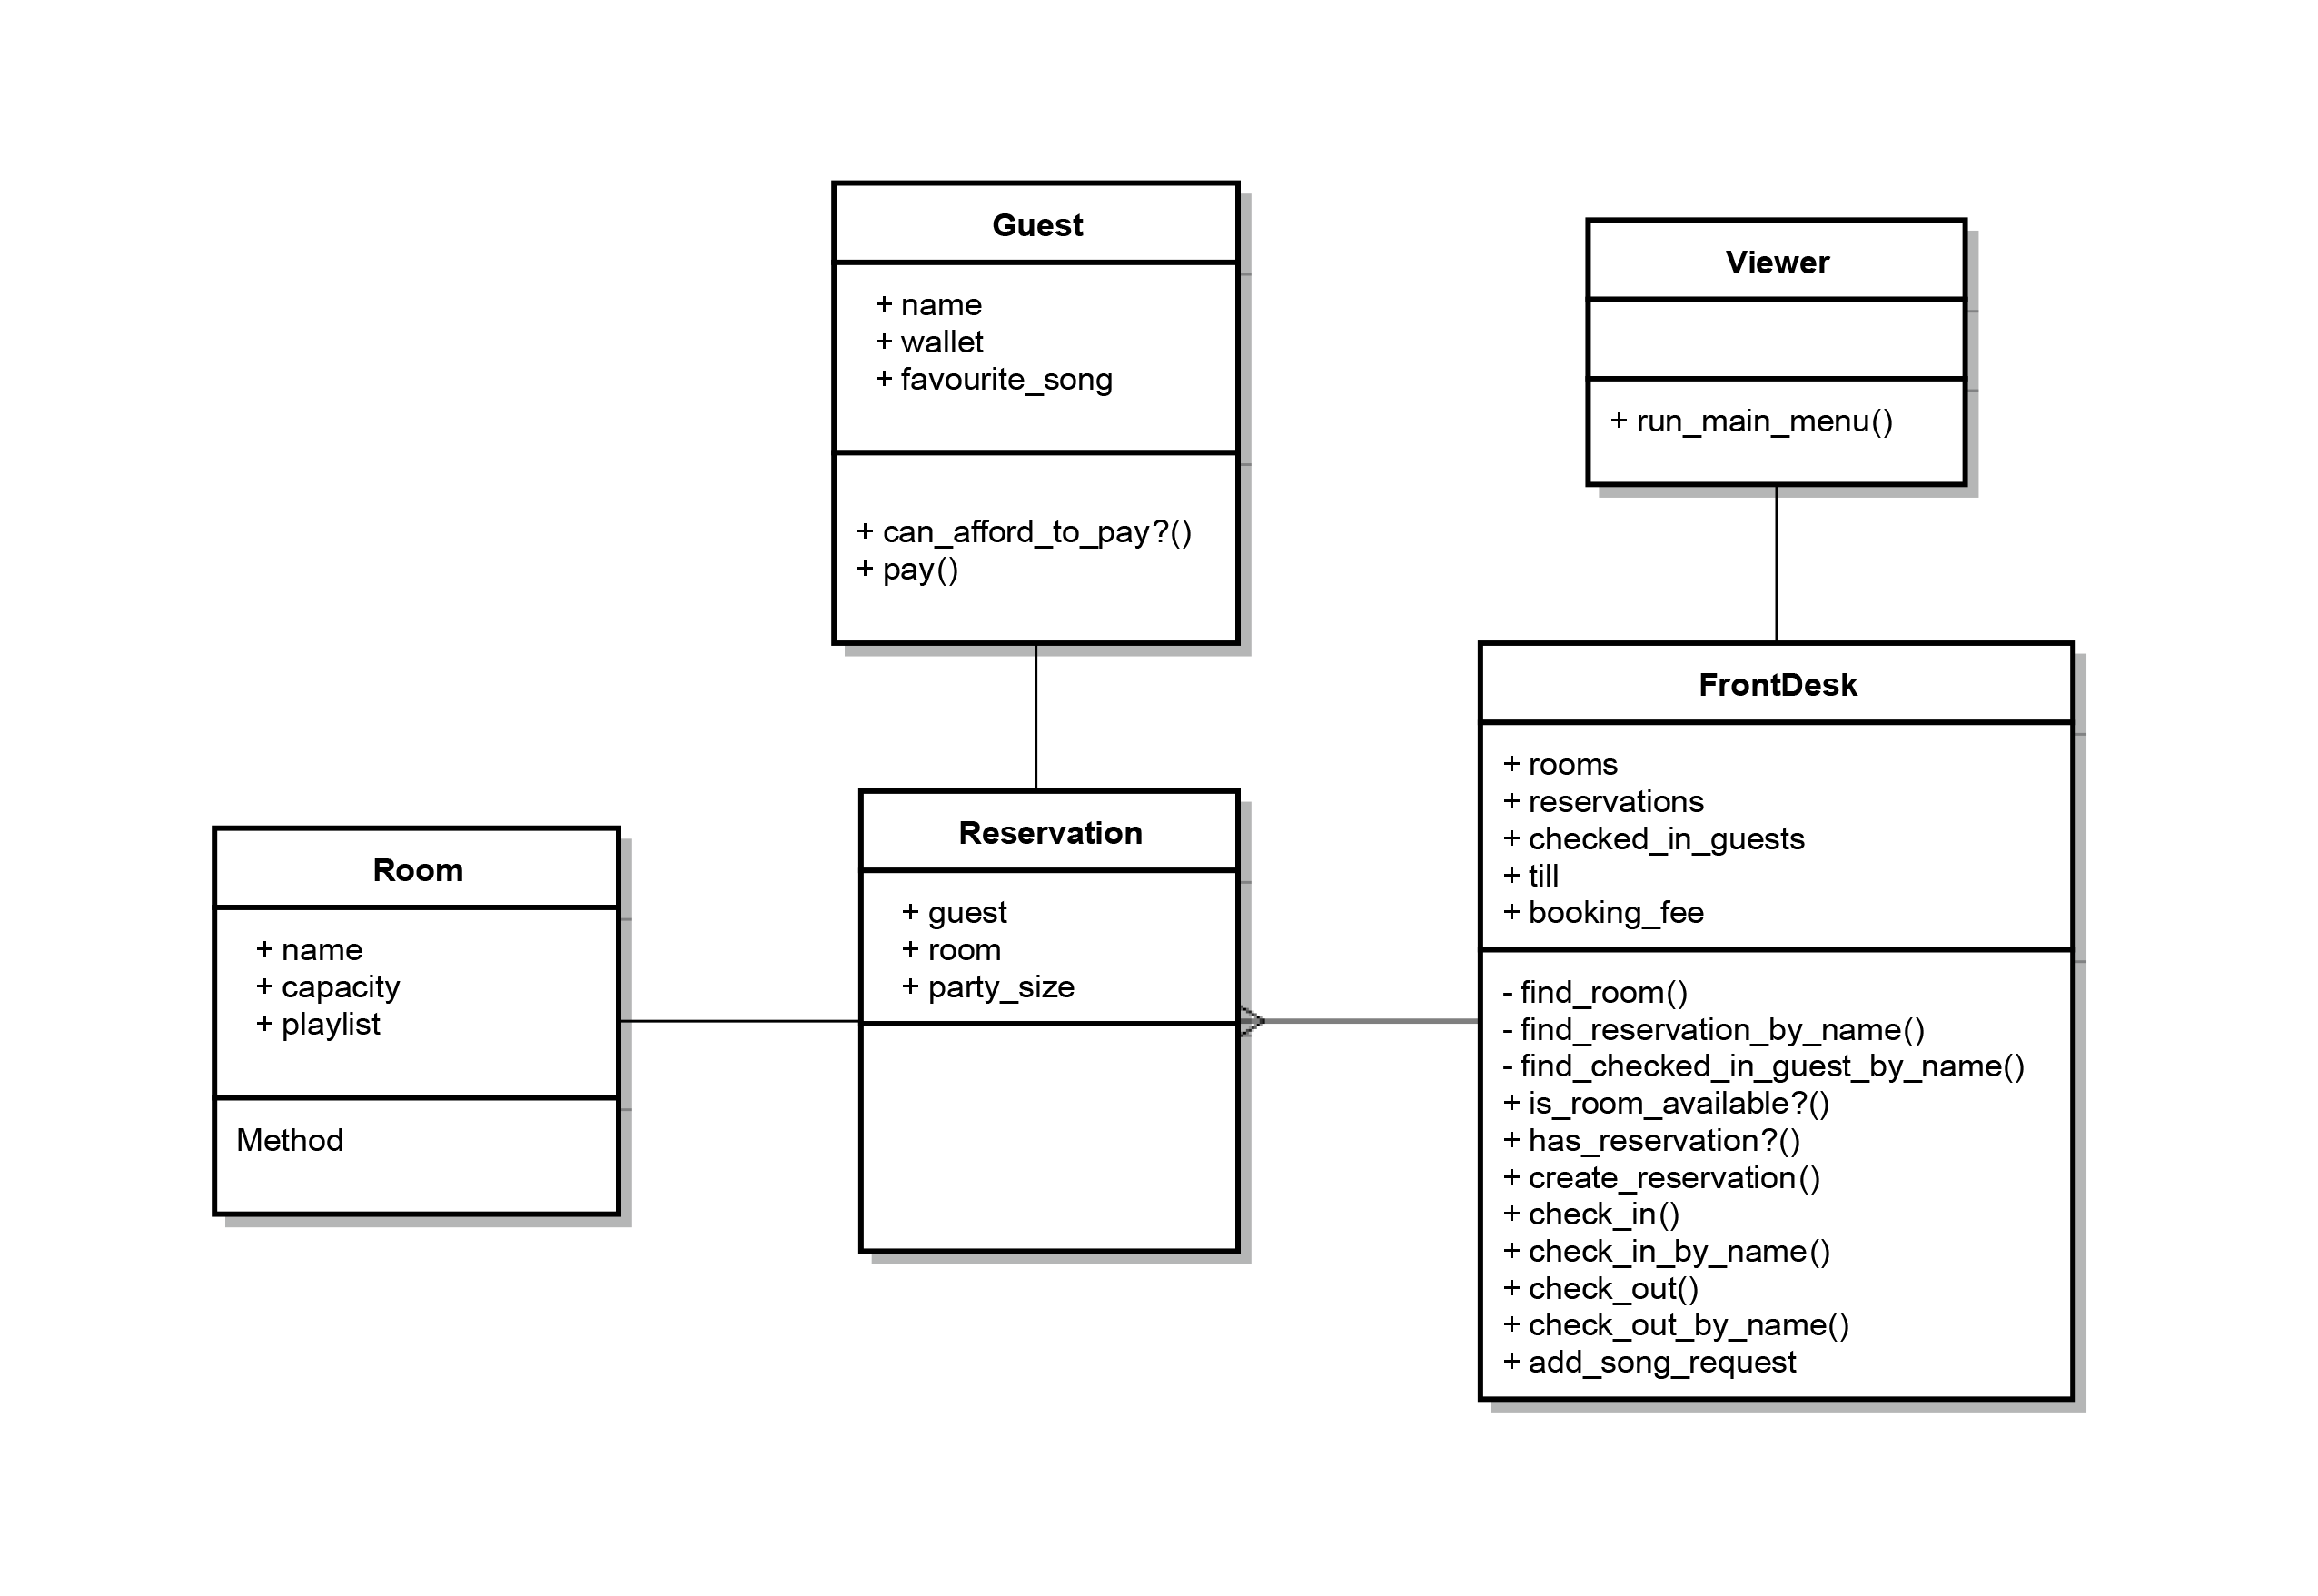 Guest
+ name
+ wallet
+ favourite_song
+ can_afford_to_pay?()
+ pay()
Viewer
+ run_main_menu()
Room
+ name
+ capacity
+ playlist
Method
Reservation
+ guest
+ room
+ party_size
FrontDesk
+ rooms
+ reservations
+ checked_in_guests
+ till
+ booking_fee
- find_room()
- find_reservation_by_name()
- find_checked_in_guest_by_name()
+ is_room_available?()
+ has_reservation?()
+ create_reservation()
+ check_in()
+ check_in_by_name()
+ check_out()
+ check_out_by_name()
+ add_song_request